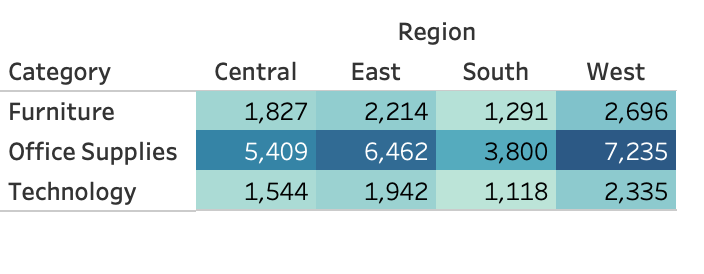 Region
Category Central East South West
Furniture 1,827 2,214 1,291 2,696
Office Supplies 5,409 6,462 3,800 7,235
Technology 1,544 1,942 1,118 2,335